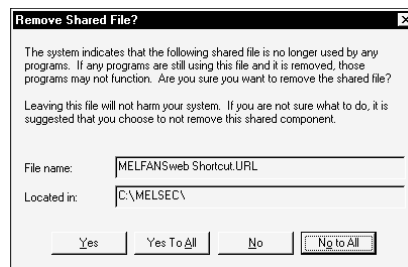 Remove Shared File?
The system indicates that the following shared file is no longer used by any
programs. If any programs are still using this file and it is removed, those
programs may not function. Are you sure you want to remove the shared file?
Leaving this file will not harm your system. If you are not sure what to do, it is
suggested that you choose to not remove this shared component.
File name: MELFANSweb Shortcut.URL
Located in: C:\MELSEC\
Yes Yes To All No No to All